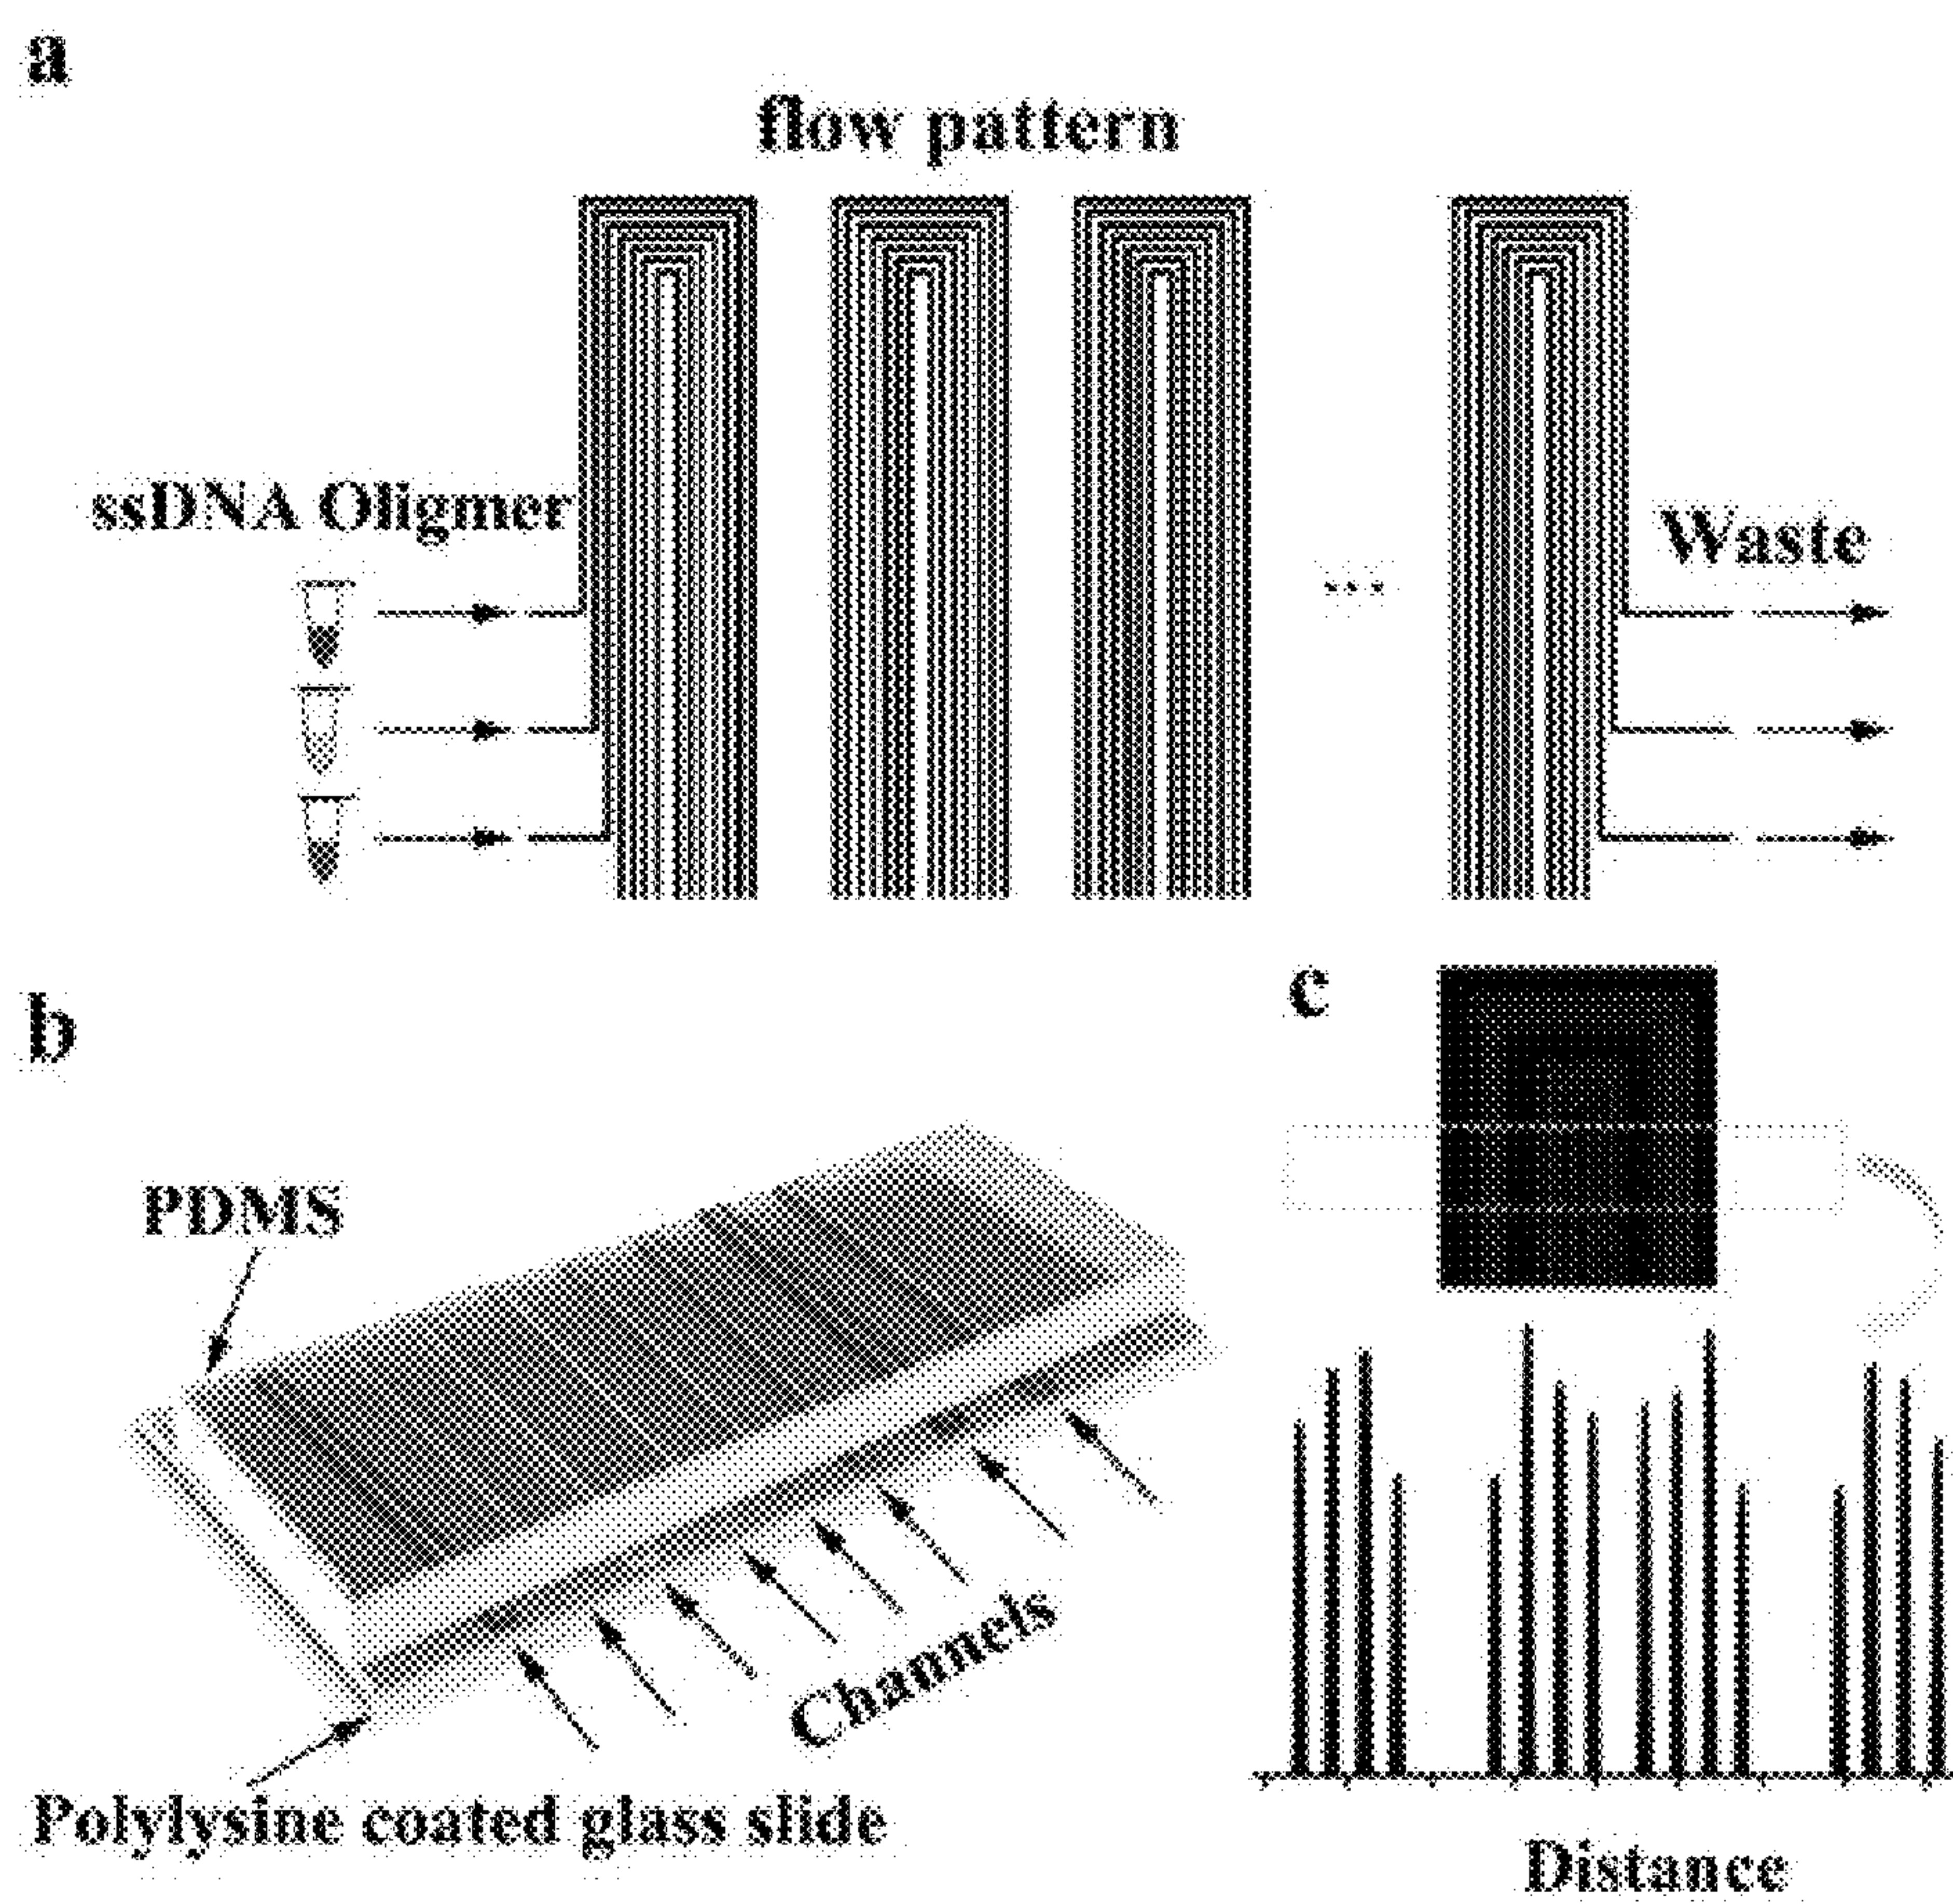 a
flow pattern
ssDNA Oligmer
Waste
...
b
c
PDMS
Channels
Polylysine coated glass slide
Distance